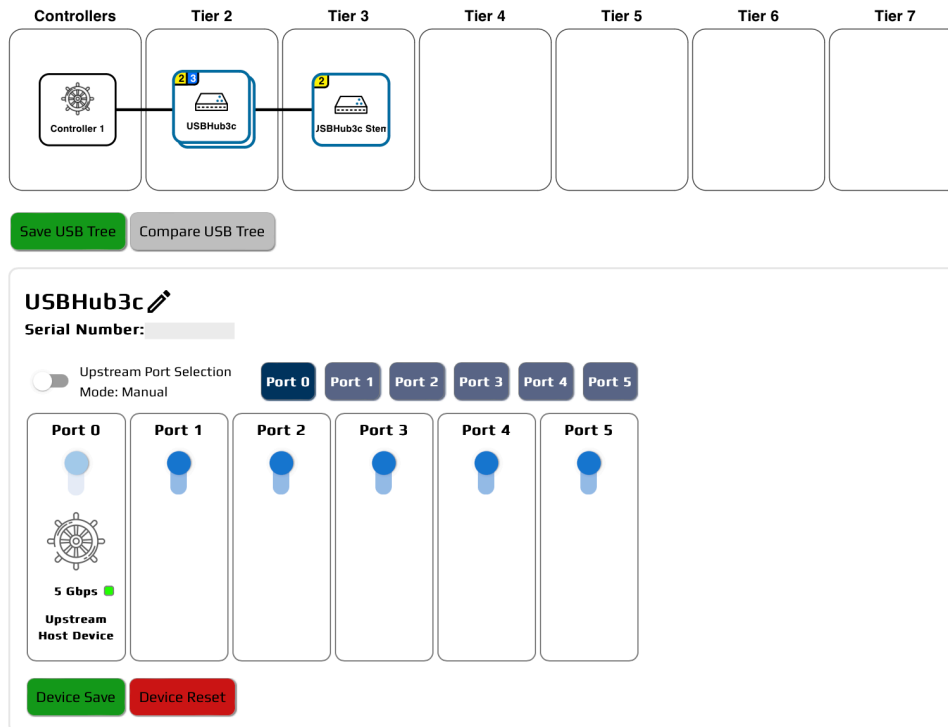 Controllers Tier 2 Tier 3 Tier 4 Tier 5 Tier 6 Tier 7
2 3 2
Controller 1 USBHub3c USBHub3c Stem
Save USB Tree Compare USB Tree
USBHub3c
Serial Number:
Upstream Port Selection
Mode: Manual
Port 0 Port 1 Port 2 Port 3 Port 4 Port 5
Port 0 Port 1 Port 2 Port 3 Port 4 Port 5
5 Gbps
Upstream
Host Device
Device Save Device Reset